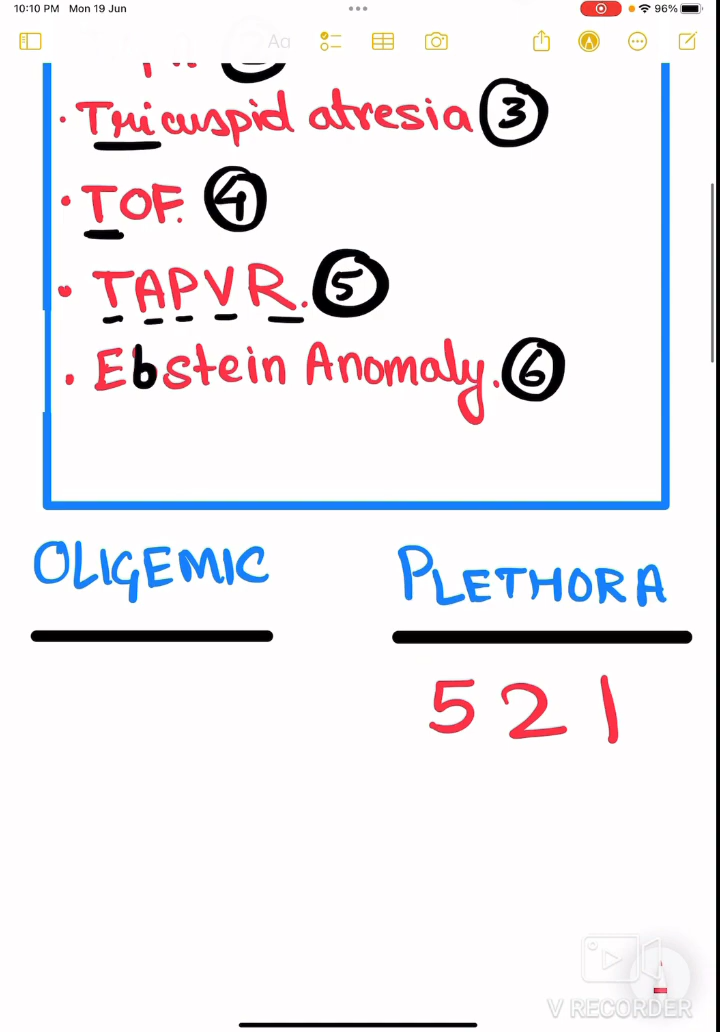 10:10 PM Mon 19 Jun
96%
Aa
· Tricuspid atresia 3
· TOF. 4
· TAPVR. 5
· Ebstein Anomaly. 6
OLIGEMIC
PLETHORA
5 2 1
V RECORDER